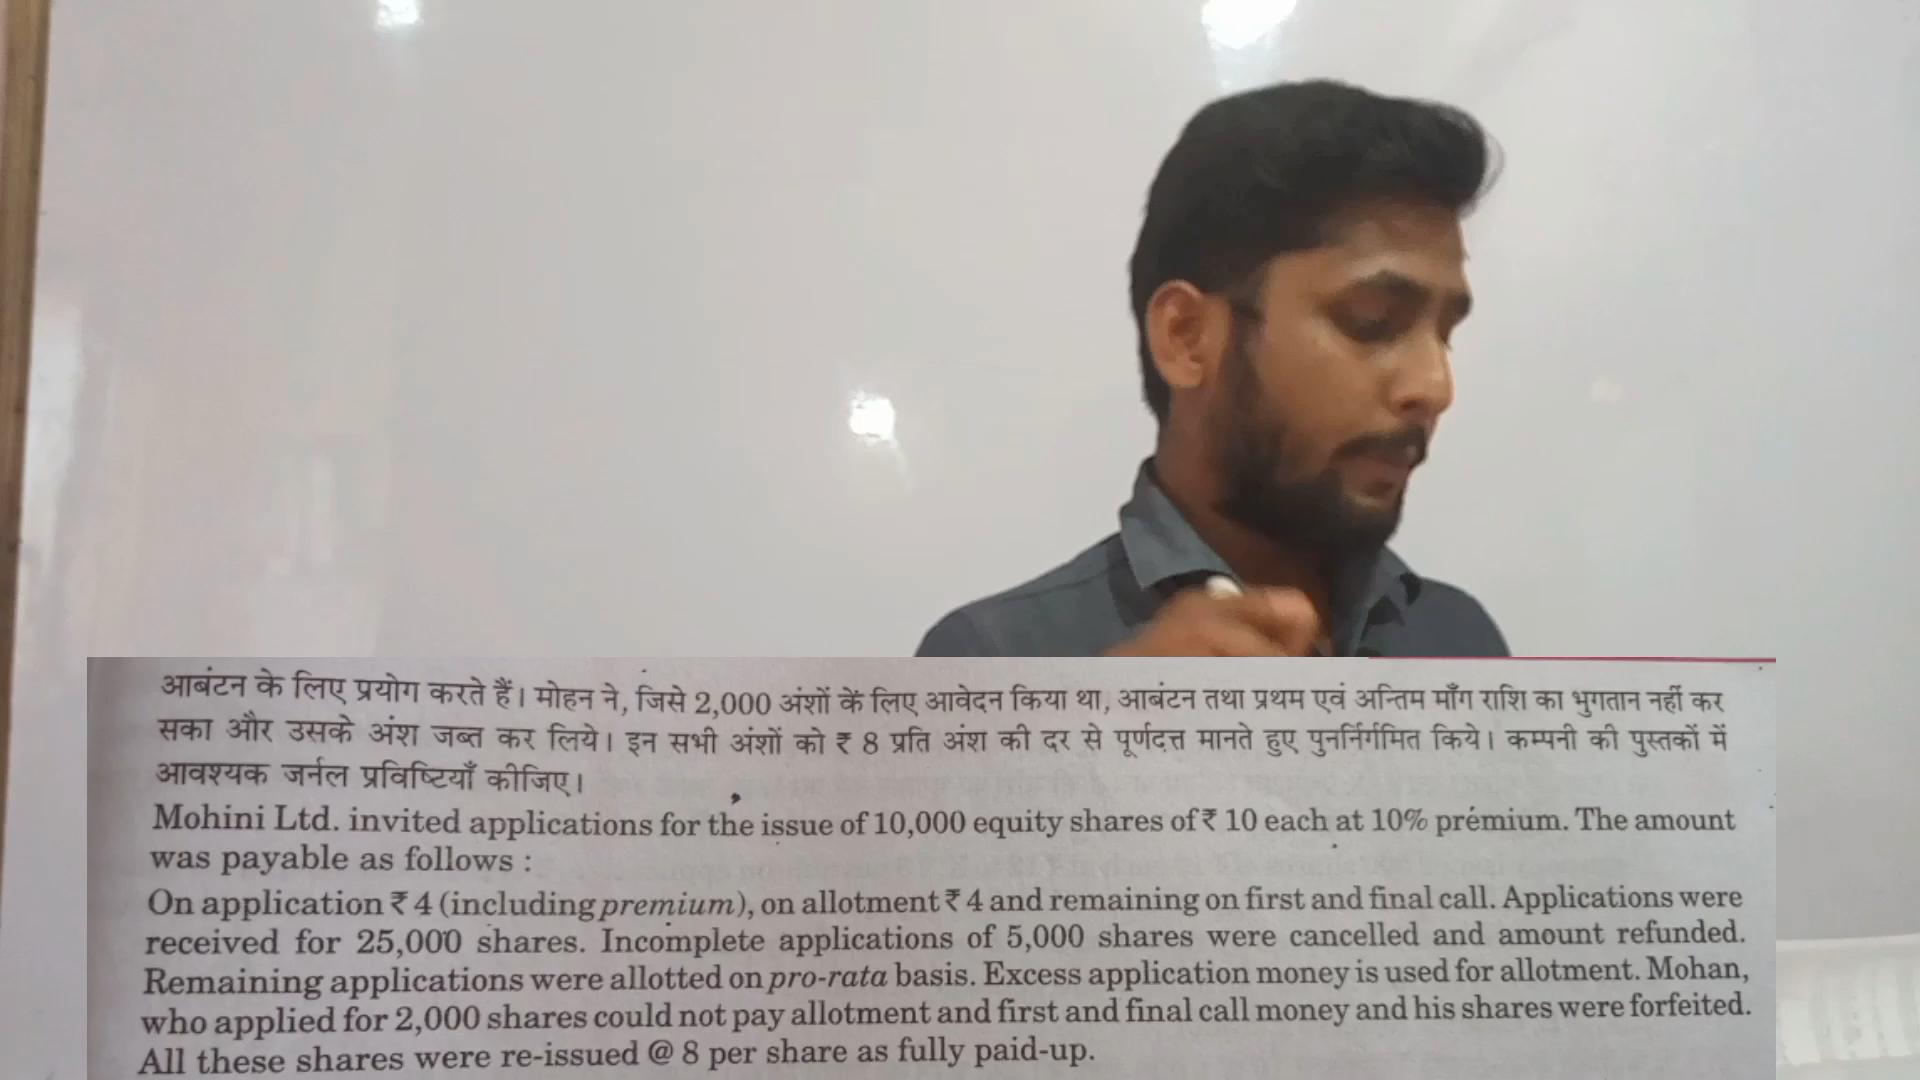 आबंटन के लिए प्रयोग करते हैं। मोहन ने, जिसे 2,000 अंशों के लिए आवेदन किया था, आबंटन तथा प्रथम एवं अन्तिम माँग राशि का भुगतान नहीं कर
सका और उसके अंश जब्त कर लिये। इन सभी अंशों को ₹ 8 प्रति अंश की दर से पूर्णदत्त मानते हुए पुनर्निर्गमित किये। कम्पनी की पुस्तकों में
आवश्यक जर्नल प्रविष्टियाँ कीजिए।
Mohini Ltd. invited applications for the issue of 10,000 equity shares of ₹ 10 each at 10% premium. The amount
was payable as follows :
On application ₹ 4 (including premium), on allotment ₹ 4 and remaining on first and final call. Applications were
received for 25,000 shares. Incomplete applications of 5,000 shares were cancelled and amount refunded.
Remaining applications were allotted on pro-rata basis. Excess application money is used for allotment. Mohan,
who applied for 2,000 shares could not pay allotment and first and final call money and his shares were forfeited.
All these shares were re-issued @ 8 per share as fully paid-up.